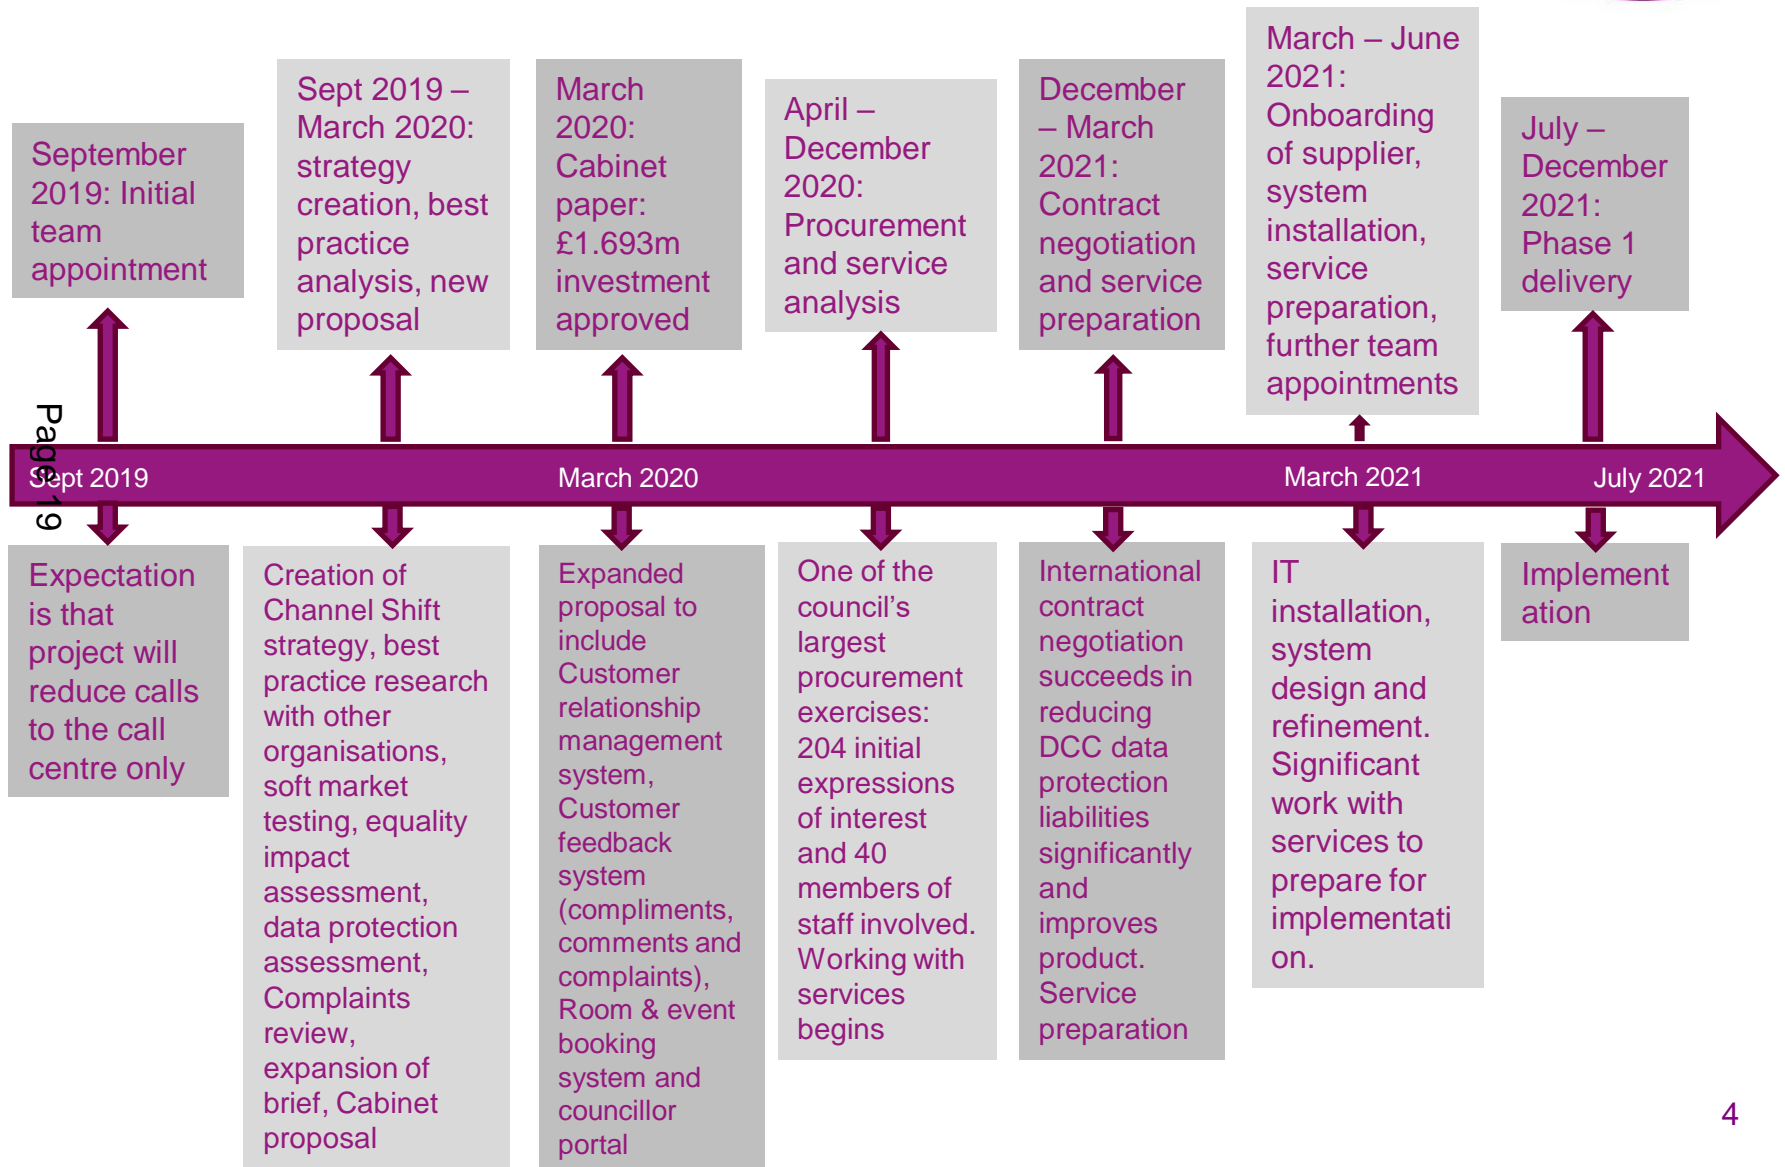 September
2019: Initial
team
appointment
Sept 2019 –
March 2020:
strategy
creation, best
practice
analysis, new
proposal
March
2020:
Cabinet
paper:
£1.693m
investment
approved
April –
December
2020:
Procurement
and service
analysis
December
– March
2021:
Contract
negotiation
and service
preparation
March – June
2021:
Onboarding
of supplier,
system
installation,
service
preparation,
further team
appointments
July –
December
2021:
Phase 1
delivery
Page 19
Sept 2019
March 2020
March 2021
July 2021
Expectation
is that
project will
reduce calls
to the call
centre only
Creation of
Channel Shift
strategy, best
practice research
with other
organisations,
soft market
testing, equality
impact
assessment,
data protection
assessment,
Complaints
review,
expansion of
brief, Cabinet
proposal
Expanded
proposal to
include
Customer
relationship
management
system,
Customer
feedback
system
(compliments,
comments and
complaints),
Room & event
booking
system and
councillor
portal
One of the
council’s
largest
procurement
exercises:
204 initial
expressions
of interest
and 40
members of
staff involved.
Working with
services
begins
International
contract
negotiation
succeeds in
reducing
DCC data
protection
liabilities
significantly
and
improves
product.
Service
preparation
IT
installation,
system
design and
refinement.
Significant
work with
services to
prepare for
implementati
on.
Implement
ation
4